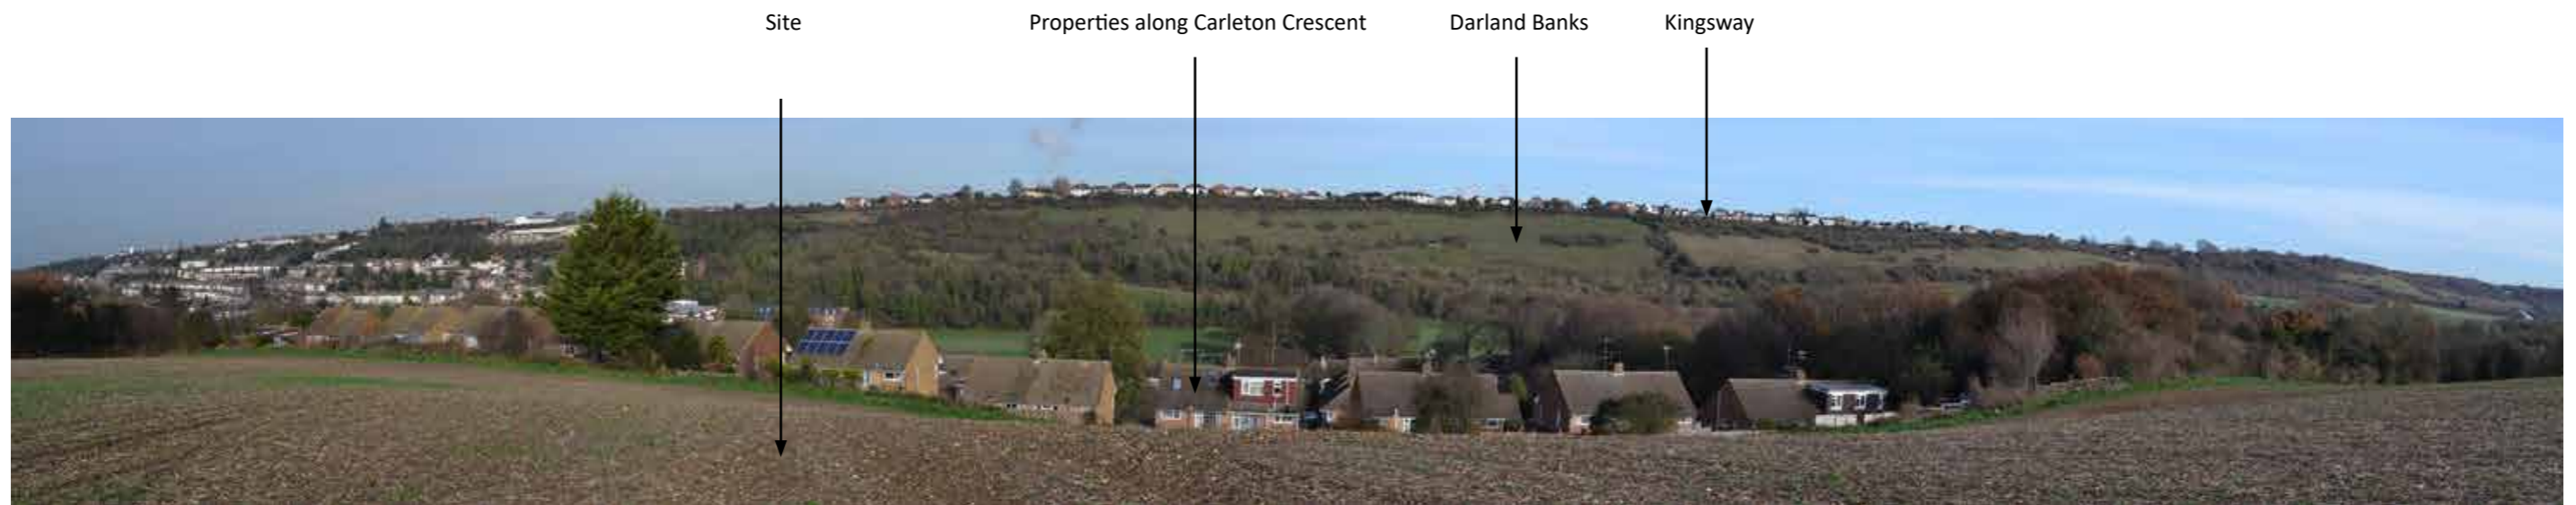 Site
Properties along Carleton Crescent
Darland Banks
Kingsway